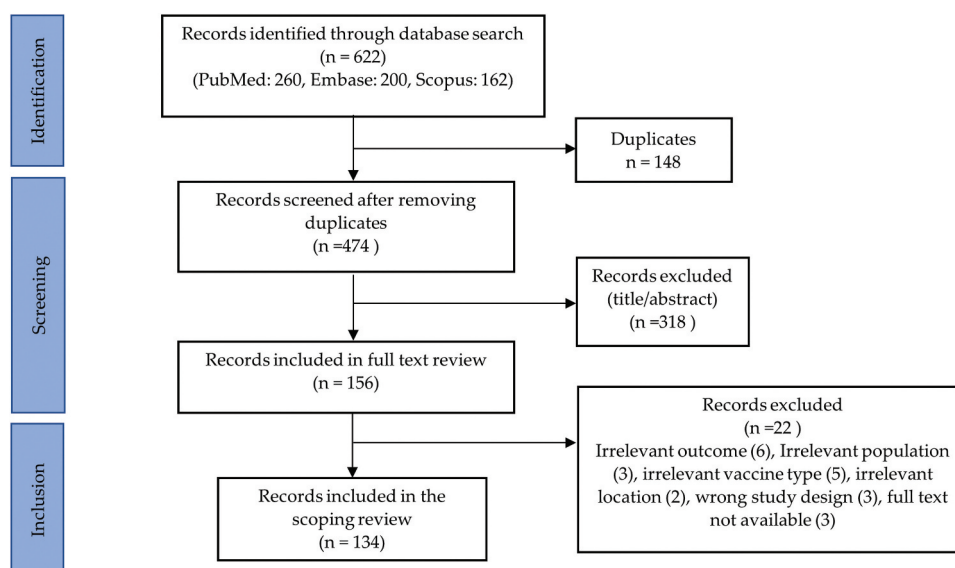 Identification
Records identified through database search
(n = 622)
(PubMed: 260, Embase: 200, Scopus: 162)
Duplicates
n = 148
Screening
Records screened after removing
duplicates
(n =474 )
Records excluded
(title/abstract)
(n =318 )
Records included in full text review
(n = 156)
Records excluded
(n =22 )
Irrelevant outcome (6), Irrelevant population
(3), irrelevant vaccine type (5), irrelevant
location (2), wrong study design (3), full text
not available (3)
Inclusion
Records included in the
scoping review
(n = 134)